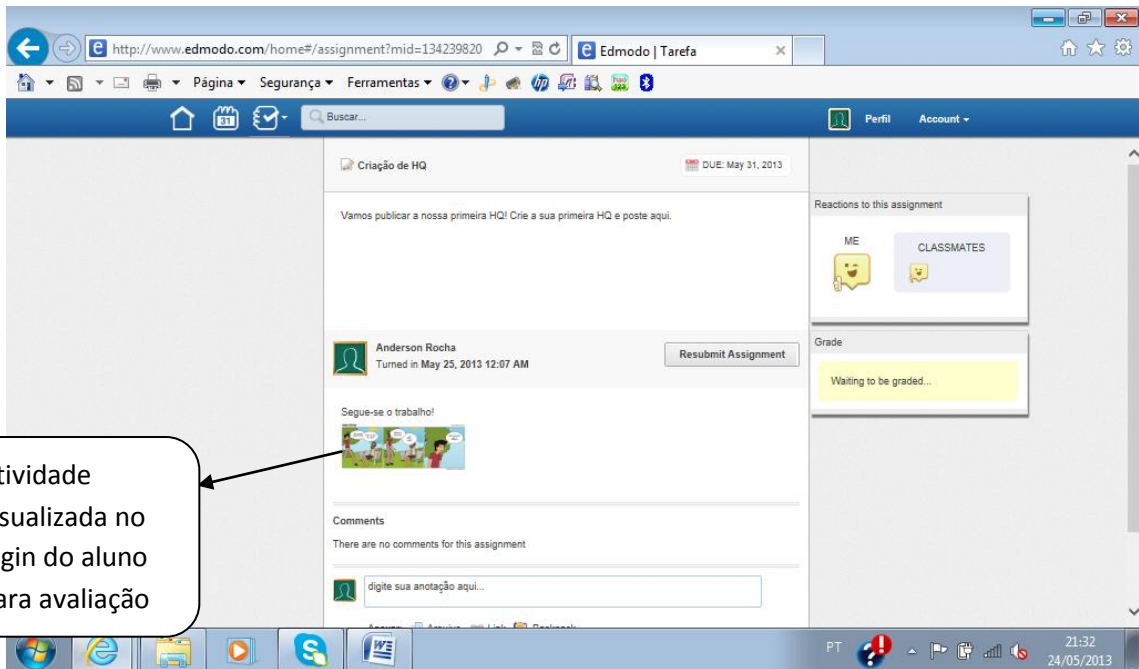 http://www.edmodo.com/home#/assignment?mid=134239820
Edmodo | Tarefa
Página Segurança Ferramentas
31
Buscar...
Perfil
Account
Criação de HQ
DUE: May 31, 2013
Vamos publicar a nossa primeira HQ! Crie a sua primeira HQ e poste aqui.
Reactions to this assignment
ME
CLASSMATES
Anderson Rocha
Turned in May 25, 2013 12:07 AM
Resubmit Assignment
Grade
Waiting to be graded...
Segue-se o trabalho!
tividade
sualizada no
gin do aluno
ara avaliação
Comments
There are no comments for this assignment
digite sua anotação aqui...
PT
21:32
24/05/2013